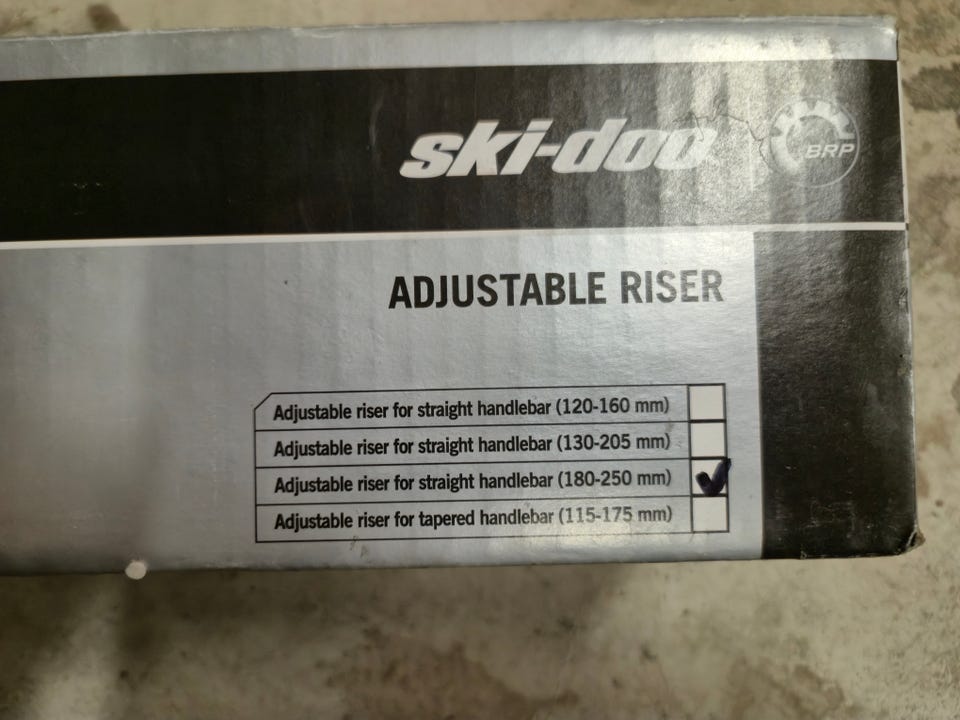 ski-doo
BRP
ADJUSTABLE RISER
Adjustable riser for straight handlebar (120-160 mm)
Adjustable riser for straight handlebar (130-205 mm)
Adjustable riser for straight handlebar (180-250 mm)
Adjustable riser for tapered handlebar (115-175 mm)